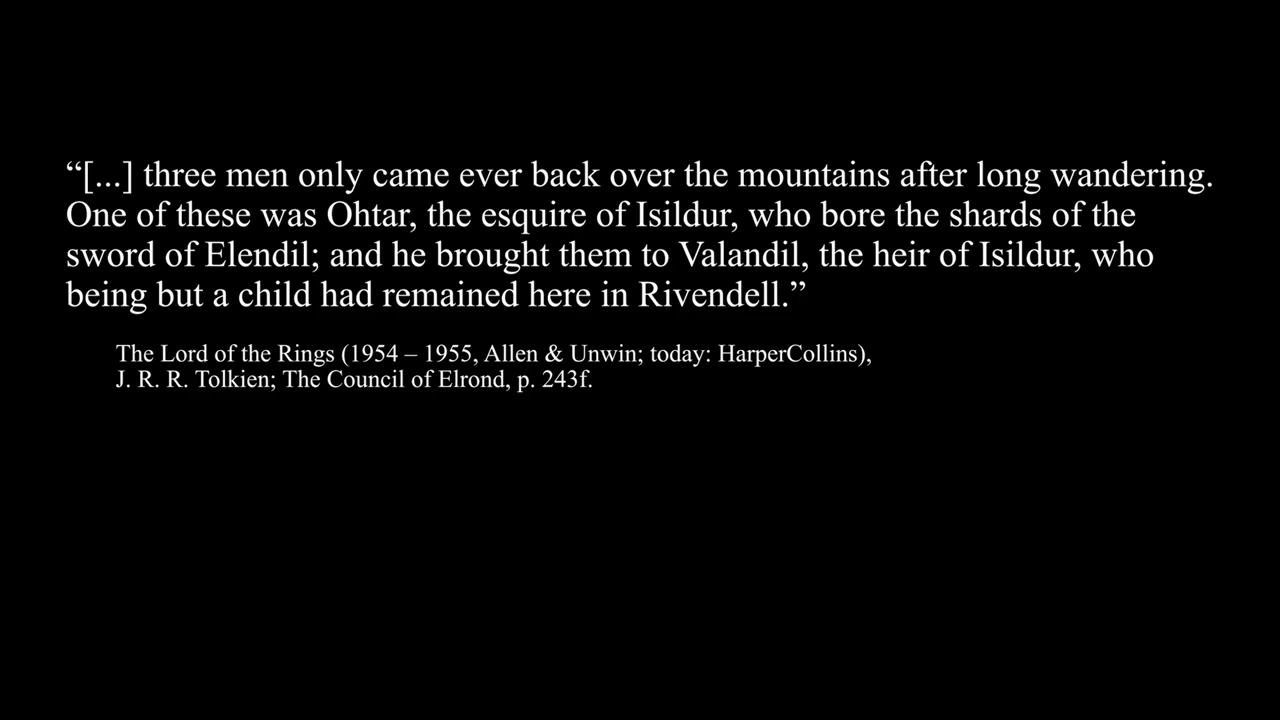 “[...] three men only came ever back over the mountains after long wandering.
One of these was Ohtar, the esquire of Isildur, who bore the shards of the
sword of Elendil; and he brought them to Valandil, the heir of Isildur, who
being but a child had remained here in Rivendell.”
The Lord of the Rings (1954 – 1955, Allen & Unwin; today: HarperCollins),
J. R. R. Tolkien; The Council of Elrond, p. 243f.